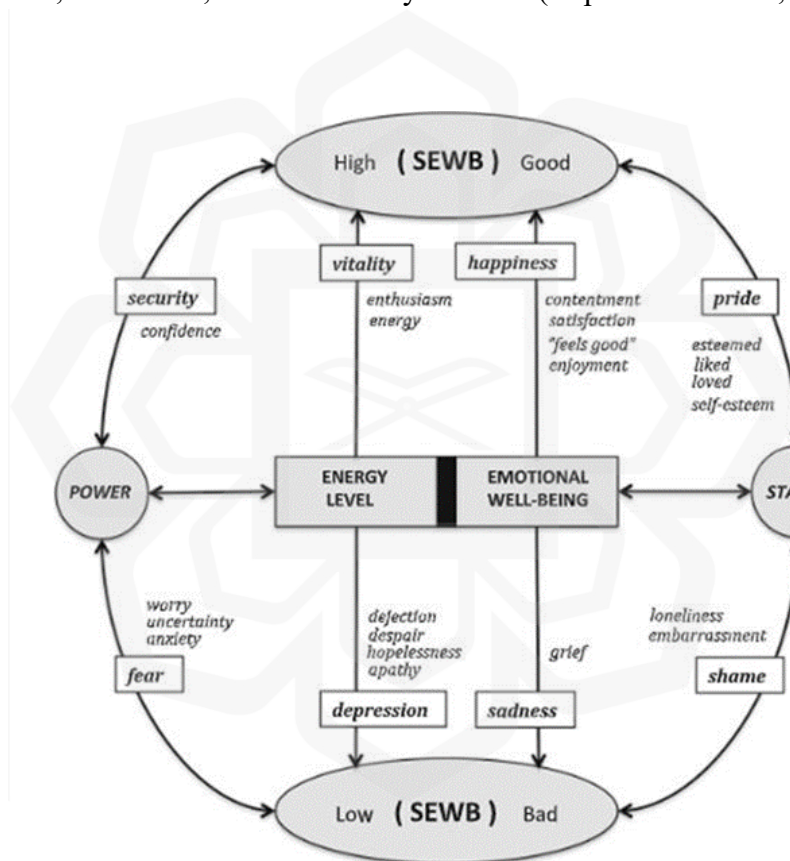 High ( SEWB ) Good
vitality
happiness
security
pride
enthusiasm
energy
contentment
satisfaction
"feels good"
enjoyment
confidence
esteemed
liked
loved
self-esteem
POWER
ENERGY
LEVEL
EMOTIONAL
WELL-BEING
worry
uncertainty
anxiety
dejection
despair
hopelessness
apathy
grief
loneliness
embarrassment
fear
shame
depression
sadness
Low ( SEWB ) Bad